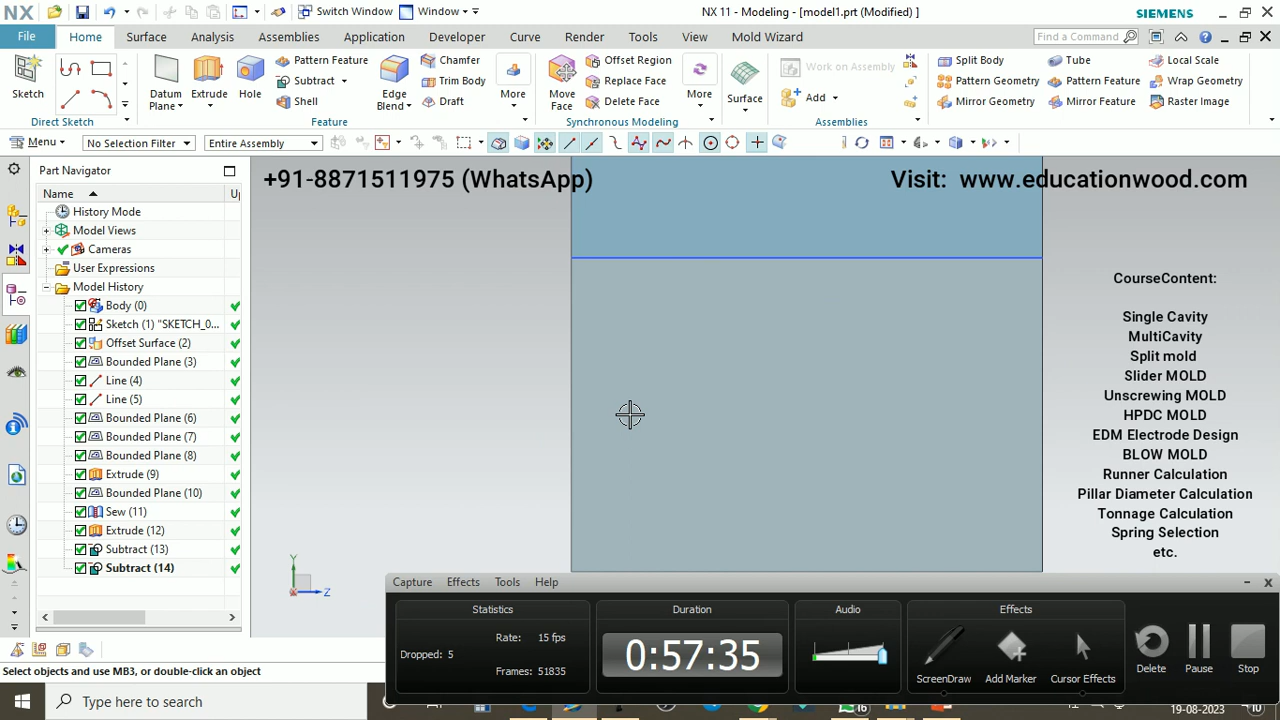 NX
Switch Window
Window
NX 11 - Modeling - [model1.prt (Modified) ]
SIEMENS
File Home Surface Analysis Assemblies Application Developer Curve Render Tools View Mold Wizard
Find a Command
Sketch
Direct Sketch
Datum Plane
Extrude
Hole
Pattern Feature
Subtract
Shell
Feature
Edge Blend
Chamfer
Trim Body
Draft
More
Move Face
Offset Region
Replace Face
Delete Face
More
Synchronous Modeling
Surface
Work on Assembly
Add
Assemblies
Split Body
Pattern Geometry
Mirror Geometry
Tube
Pattern Feature
Mirror Feature
Local Scale
Wrap Geometry
Raster Image
Menu
No Selection Filter
Entire Assembly
Part Navigator
Name
Up
History Mode
Model Views
Cameras
User Expressions
Model History
Body (0)
Sketch (1) "SKETCH_0...
Offset Surface (2)
Bounded Plane (3)
Line (4)
Line (5)
Bounded Plane (6)
Bounded Plane (7)
Bounded Plane (8)
Extrude (9)
Bounded Plane (10)
Sew (11)
Extrude (12)
Subtract (13)
Subtract (14)
+91-8871511975 (WhatsApp)
Visit: www.educationwood.com
CourseContent:
Single Cavity
MultiCavity
Split mold
Slider MOLD
Unscrewing MOLD
HPDC MOLD
EDM Electrode Design
BLOW MOLD
Runner Calculation
Pillar Diameter Calculation
Tonnage Calculation
Spring Selection
etc.
Y
Z
X
Capture Effects Tools Help
Statistics
Rate: 15 fps
Dropped: 5
Frames: 51835
Duration
0:57:35
Audio
Effects
ScreenDraw
Add Marker
Cursor Effects
Delete
Pause
Stop
Select objects and use MB3, or double-click an object
Type here to search
16
19-08-2023
10